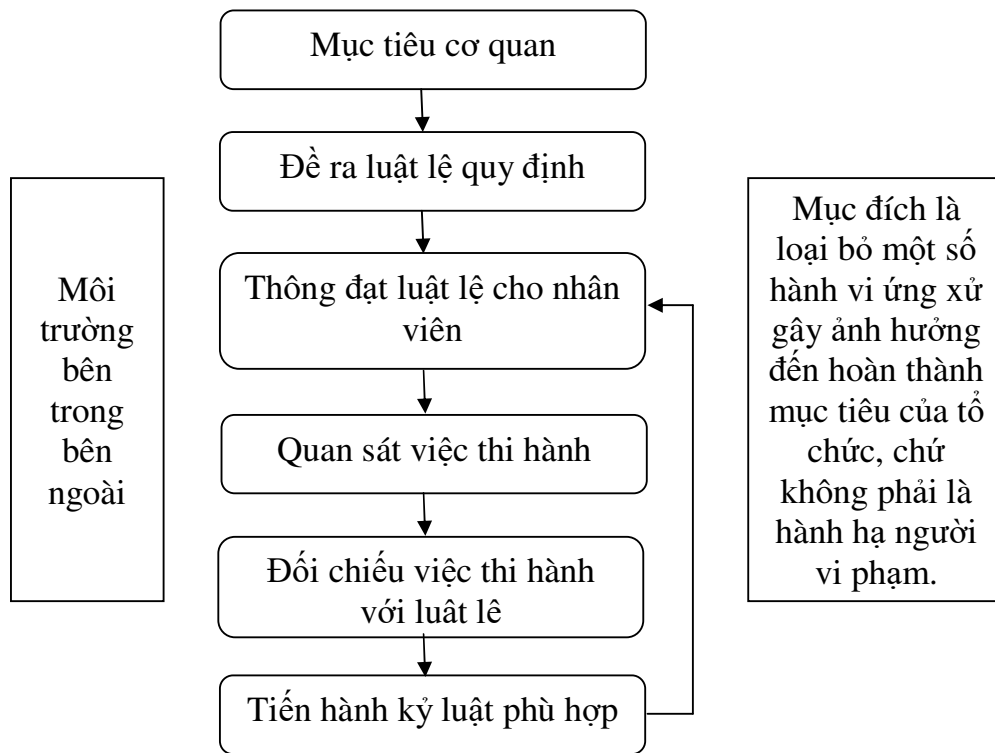 Mục tiêu cơ quan
Đề ra luật lệ quy định
Môi
trường
bên
trong
bên
ngoài
Thông đạt luật lệ cho nhân
viên
Quan sát việc thi hành
Đối chiếu việc thi hành
với luât lê
Tiến hành kỷ luật phù hợp
Mục đích là
loại bỏ một số
hành vi ứng xử
gây ảnh hưởng
đến hoàn thành
mục tiêu của tổ
chức, chứ
không phải là
hành hạ người
vi phạm.